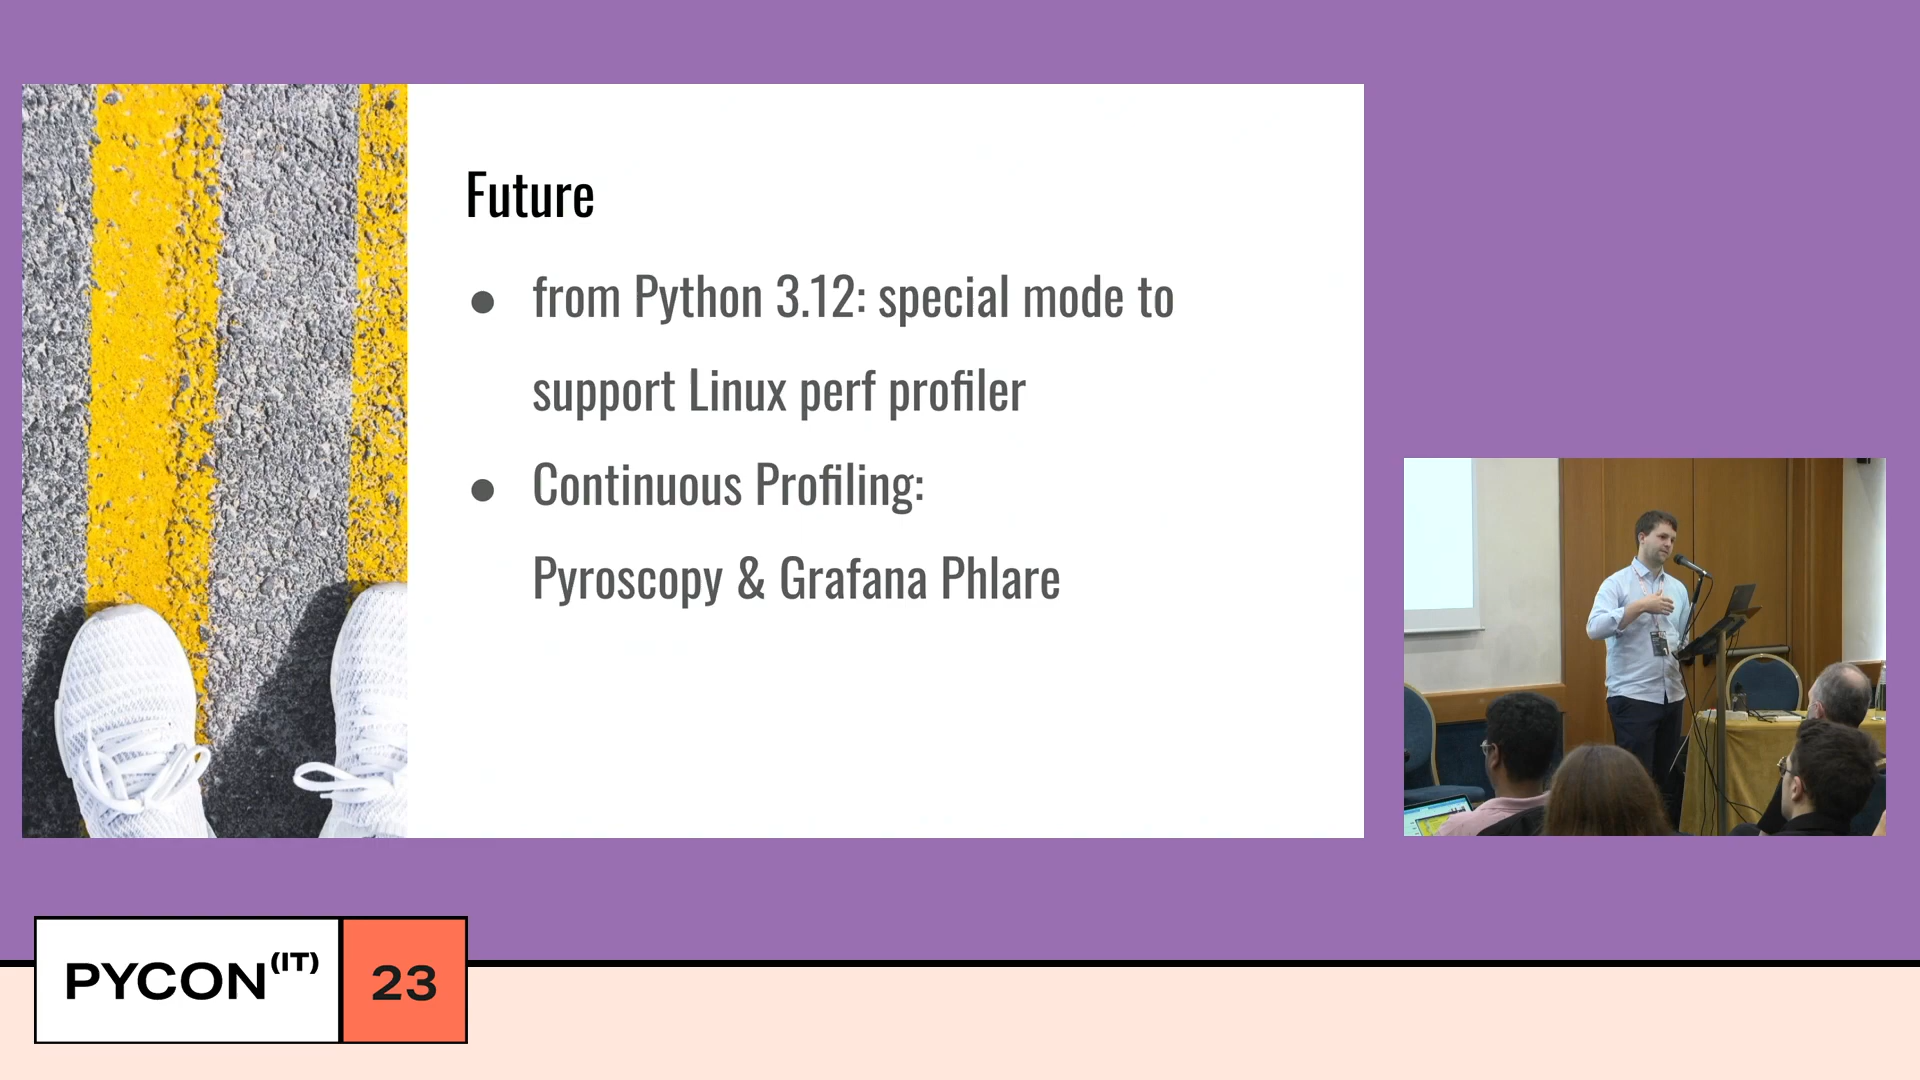 Future
● from Python 3.12: special mode to
support Linux perf profiler
● Continuous Profiling:
Pyroscopy & Grafana Phlare
PYCON(IT) 23